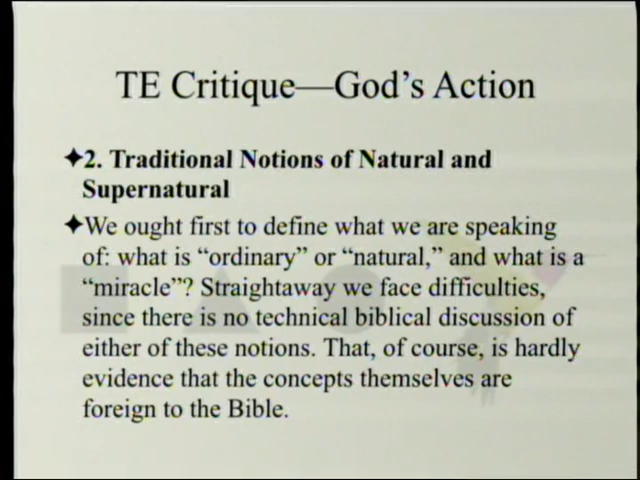 TE Critique—God's Action
✦2. Traditional Notions of Natural and
Supernatural
✦We ought first to define what we are speaking
of: what is “ordinary” or “natural,” and what is a
“miracle”? Straightaway we face difficulties,
since there is no technical biblical discussion of
either of these notions. That, of course, is hardly
evidence that the concepts themselves are
foreign to the Bible.